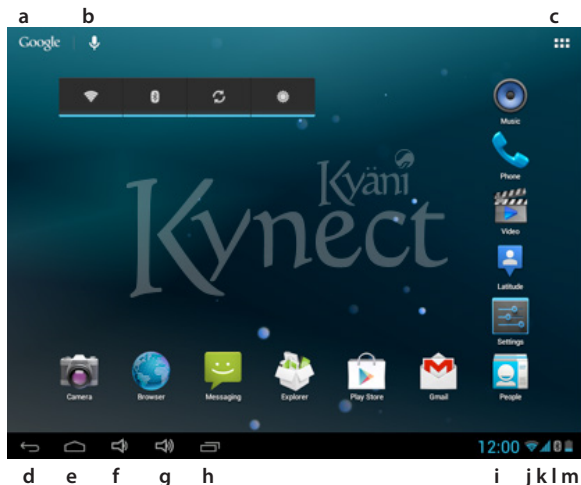 a b c
Google
Music
Phone
Kyäni
Kynect
Video
Latitude
Settings
Camera Browser Messaging Explorer Play Store Gmail People
12:00
d e f g h i j k l m